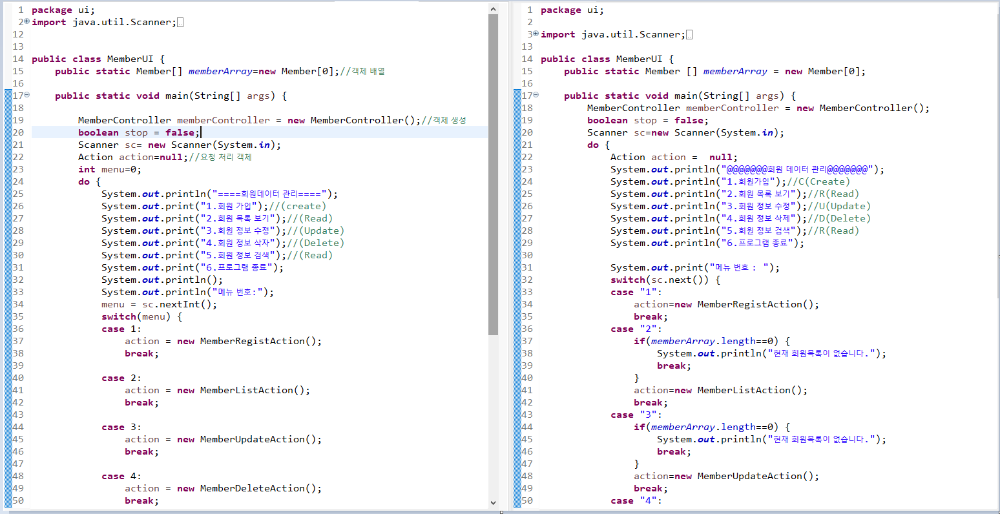 1 package ui;
2 import java.util.Scanner;
12
13
14 public class MemberUI {
15 public static Member[] memberArray=new Member[0];//객체 배열
16
17 public static void main(String[] args) {
18
19 MemberController memberController = new MemberController();//객체 생성
20 boolean stop = false;
21 Scanner sc= new Scanner(System.in);
22 Action action=null;//요청 처리 객체
23 int menu=0;
24 do {
25 System.out.println("====회원데이터 관리====");
26 System.out.print("1.회원 가입");//(create)
27 System.out.print("2.회원 목록 보기");//(Read)
28 System.out.print("3.회원 정보 수정");//(Update)
29 System.out.print("4.회원 정보 삭자");//(Delete)
30 System.out.print("5.회원 정보 검색");//(Read)
31 System.out.print("6.프로그램 종료");
32 System.out.println();
33 System.out.println("메뉴 번호:");
34 menu = sc.nextInt();
35 switch(menu) {
36 case 1:
37 action = new MemberRegistAction();
38 break;
39
40 case 2:
41 action = new MemberListAction();
42 break;
43
44 case 3:
45 action = new MemberUpdateAction();
46 break;
47
48 case 4:
49 action = new MemberDeleteAction();
50 break;
1 package ui;
2
3 import java.util.Scanner;
13
14 public class MemberUI {
15 public static Member [] memberArray = new Member[0];
16
17 public static void main(String[] args) {
18 MemberController memberController = new MemberController();
19 boolean stop = false;
20 Scanner sc=new Scanner(System.in);
21 do {
22 Action action =  null;
23 System.out.println("@@@@@@@회원 데이터 관리@@@@@@@");
24 System.out.println("1.회원가입");//C(Create)
25 System.out.println("2.회원 목록 보기");//R(Read)
26 System.out.println("3.회원 정보 수정");//U(Update)
27 System.out.println("4.회원 정보 삭제");//D(Delete)
28 System.out.println("5.회원 정보 검색");//R(Read)
29 System.out.println("6.프로그램 종료");
30
31 System.out.print("메뉴 번호 : ");
32 switch(sc.next()) {
33 case "1":
34 action=new MemberRegistAction();
35 break;
36 case "2":
37 if(memberArray.length==0) {
38 System.out.println("현재 회원목록이 없습니다.");
39 break;
40 }
41 action=new MemberListAction();
42 break;
43 case "3":
44 if(memberArray.length==0) {
45 System.out.println("현재 회원목록이 없습니다.");
46 break;
47 }
48 action=new MemberUpdateAction();
49 break;
50 case "4":